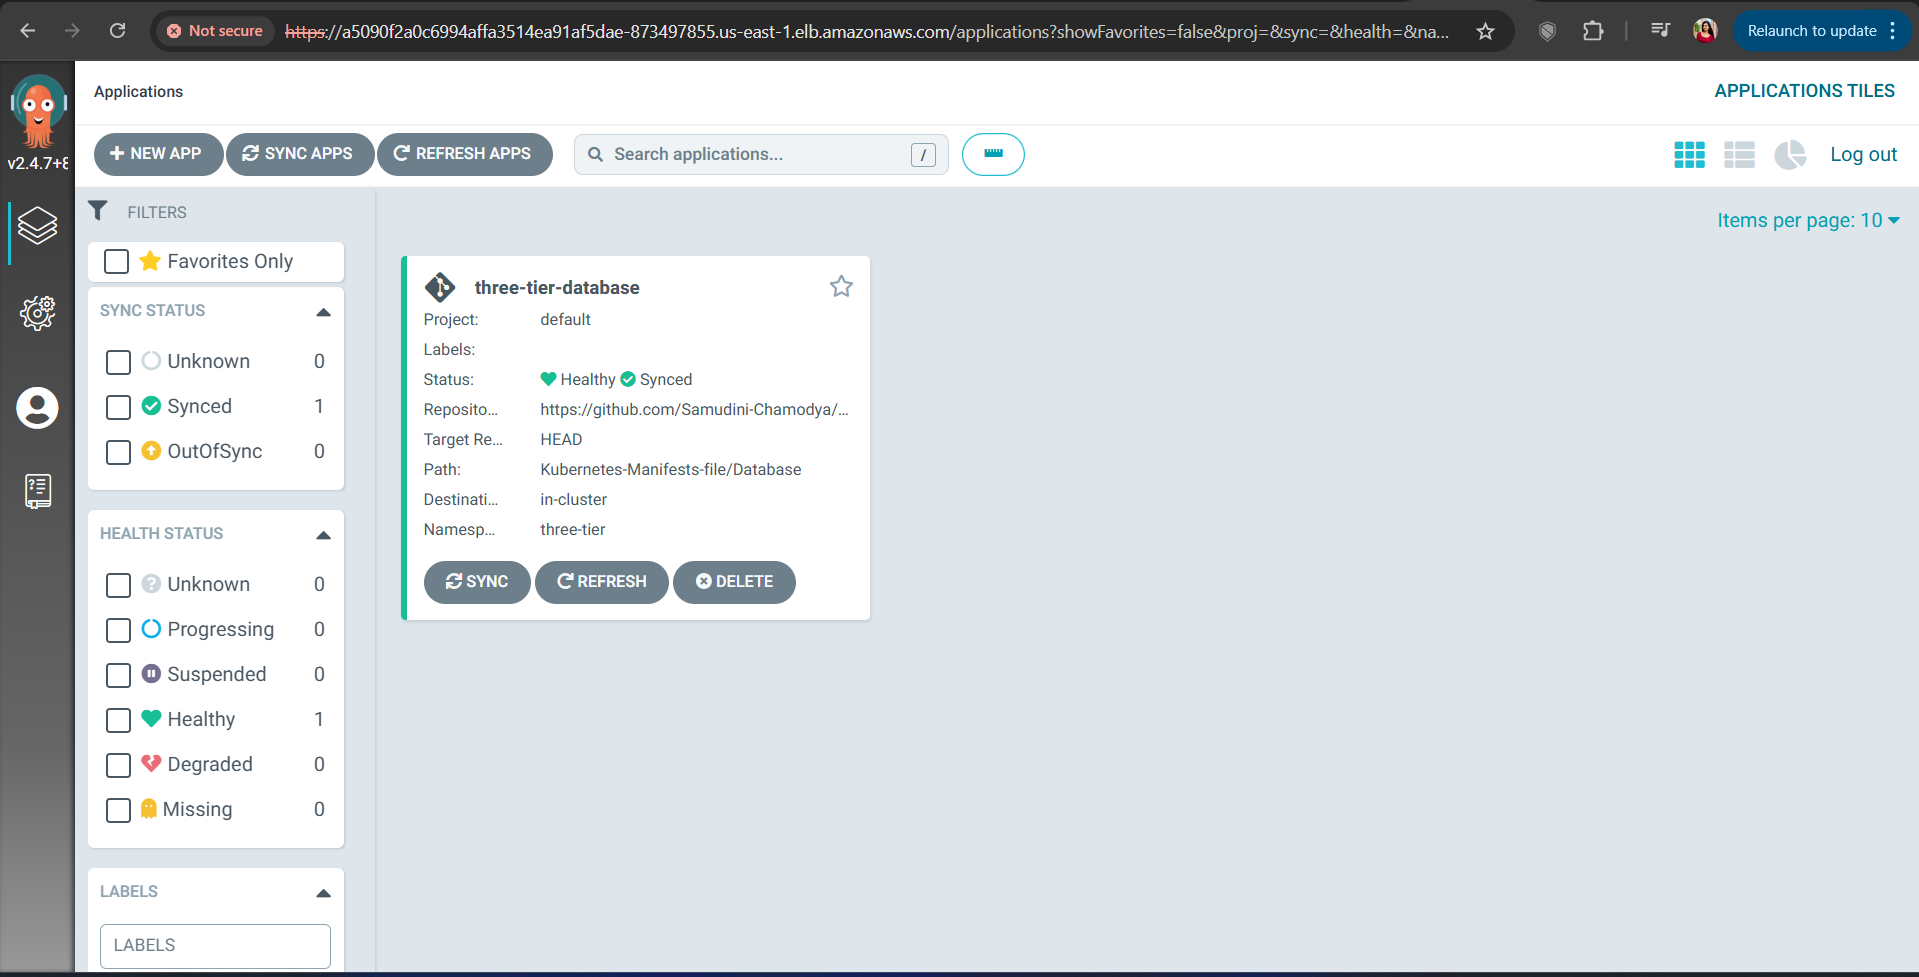 Not secure https://a5090f2a0c6994affa3514ea91af5dae-873497855.us-east-1.elb.amazonaws.com/applications?showFavorites=false&proj=&sync=&health=&na... Relaunch to update
Applications APPLICATIONS TILES
v2.4.7+8
NEW APP SYNC APPS REFRESH APPS Search applications... / Log out
FILTERS
Items per page: 10
Favorites Only
SYNC STATUS
Unknown 0
Synced 1
OutOfSync 0
HEALTH STATUS
Unknown 0
Progressing 0
Suspended 0
Healthy 1
Degraded 0
Missing 0
LABELS
LABELS
three-tier-database
Project: default
Labels:
Status: Healthy Synced
Reposito... https://github.com/Samudini-Chamodya/...
Target Re... HEAD
Path: Kubernetes-Manifests-file/Database
Destinati... in-cluster
Namesp... three-tier
SYNC REFRESH DELETE